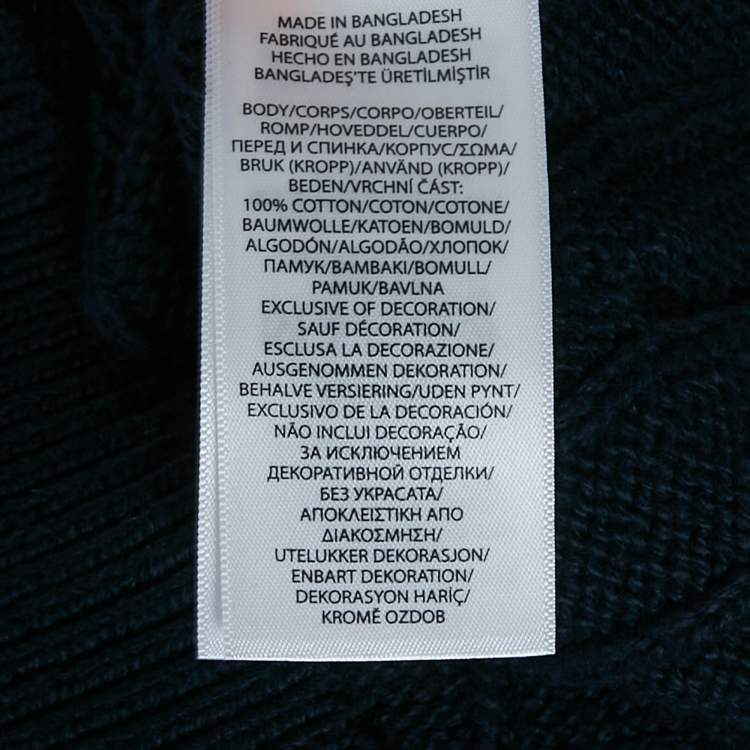 MADE IN BANGLADESH
FABRIQUÉ AU BANGLADESH
HECHO EN BANGLADESH
BANGLADEŞ'TE ÜRETİLMİŞTİR
BODY/CORPS/CORPO/OBERTEIL/
ROMP/HOVEDDEL/CUERPO/
ПЕРЕД И СПИНКА/КОРПУС/ΣΩΜΑ/
BRUK (KROPP)/ANVÄND (KROPP)/
BEDEN/VRCHNÍ ČÁST:
100% COTTON/COTON/COTONE/
BAUMWOLLE/KATOEN/BOMULD/
ALGODÓN/ALGODÃO/ХЛОПОК/
ПАМУК/ΒΑΜΒΑΚΙ/BOMULL/
PAMUK/BAVLNA
EXCLUSIVE OF DECORATION/
SAUF DÉCORATION/
ESCLUSA LA DECORAZIONE/
AUSGENOMMEN DEKORATION/
BEHALVE VERSIERING/UDEN PYNT/
EXCLUSIVO DE LA DECORACIÓN/
NÃO INCLUI DECORAÇÃO/
ЗА ИСКЛЮЧЕНИЕМ
ДЕКОРАТИВНОЙ ОТДЕЛКИ/
БЕЗ УКРАСАТА/
ΑΠΟΚΛΕΙΣΤΙΚΗ ΑΠΟ
ΔΙΑΚΟΣΜΗΣΗ/
UTELUKKER DEKORASJON/
ENBART DEKORATION/
DEKORASYON HARİÇ/
KROMĚ OZDOB